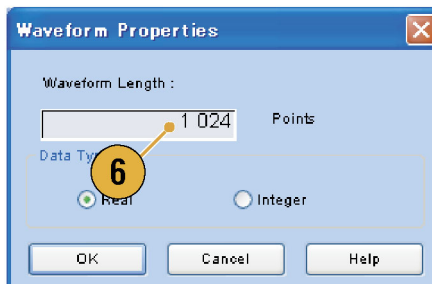 Waveform Properties
Waveform Length :
1 024 Points
Data Ty
6
Real Integer
OK Cancel Help